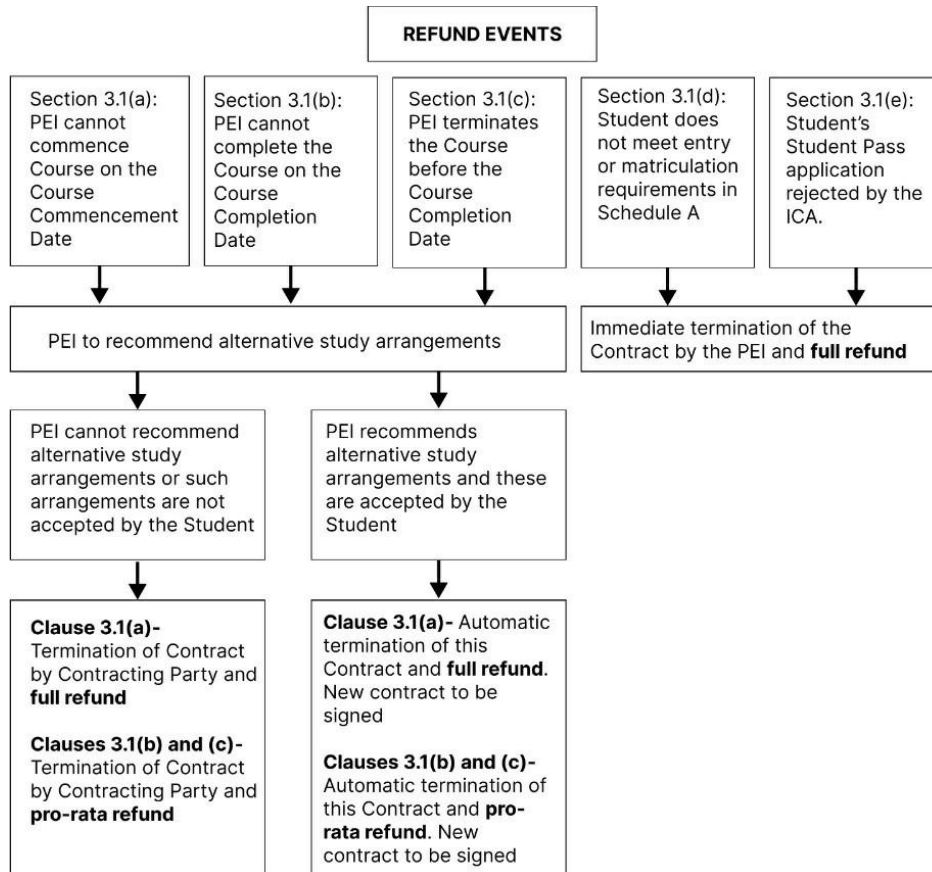 REFUND EVENTS
Section 3.1(a):
PEI cannot
commence
Course on the
Course
Commencement
Date
Section 3.1(b):
PEI cannot
complete the
Course on the
Course
Completion
Date
Section 3.1(c):
PEI terminates
the Course
before the
Course
Completion
Date
Section 3.1(d):
Student does
not meet entry
or matriculation
requirements in
Schedule A
Section 3.1(e):
Student’s
Student Pass
application
rejected by the
ICA.
PEI to recommend alternative study arrangements
Immediate termination of the
Contract by the PEI and full refund
PEI cannot recommend
alternative study
arrangements or such
arrangements are not
accepted by the Student
PEI recommends
alternative study
arrangements and these
are accepted by the
Student
Clause 3.1(a)-
Termination of Contract
by Contracting Party and
full refund
Clauses 3.1(b) and (c)-
Termination of Contract
by Contracting Party and
pro-rata refund
Clause 3.1(a)- Automatic
termination of this
Contract and full refund.
New contract to be
signed
Clauses 3.1(b) and (c)-
Automatic termination of
this Contract and pro-
rata refund. New
contract to be signed